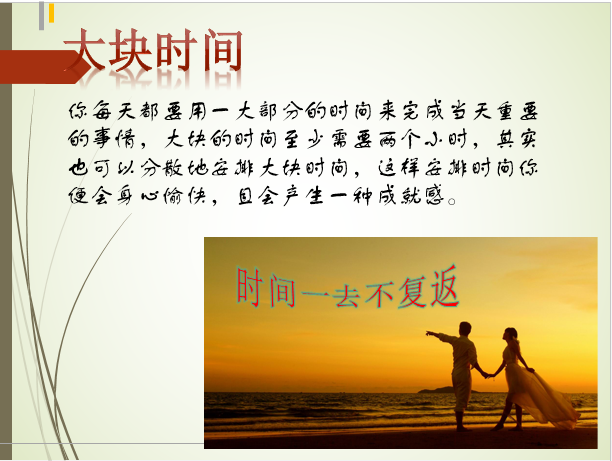 大块时间
你每天都要用一大部分的时间来完成当天重要
的事情，大块的时间至少需要两个小时，其实
也可以分散地安排大块时间，这样安排时间你
便会身心愉快，且会产生一种成就感。
时间一去不复返